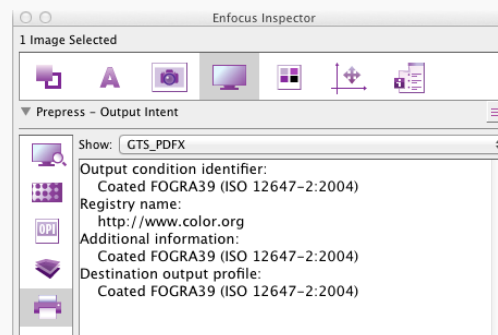 Enfocus Inspector
1 Image Selected
A
Prepress - Output Intent
OPI
Show: GTS_PDFX
Output condition identifier:
Coated FOGRA39 (ISO 12647-2:2004)
Registry name:
http://www.color.org
Additional information:
Coated FOGRA39 (ISO 12647-2:2004)
Destination output profile:
Coated FOGRA39 (ISO 12647-2:2004)